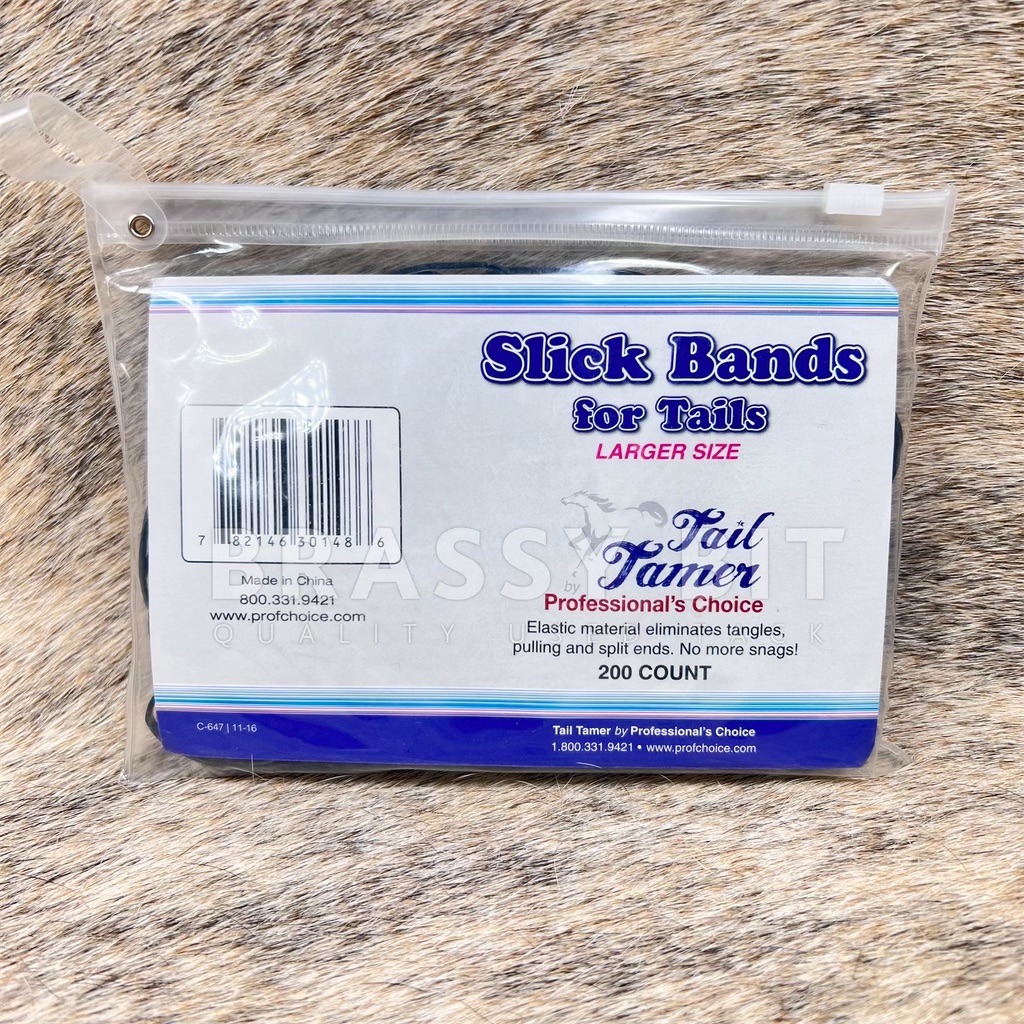 Slick Bands
for Tails
LARGER SIZE
Tail
Tamer
by
Professional's Choice
Elastic material eliminates tangles,
pulling and split ends. No more snags!
200 COUNT
7 82146 30148 6
Made in China
800.331.9421
www.profchoice.com
BRASSY BIT
QUALITY USED TACK
C-647 | 11-16
Tail Tamer by Professional's Choice
1.800.331.9421 • www.profchoice.com